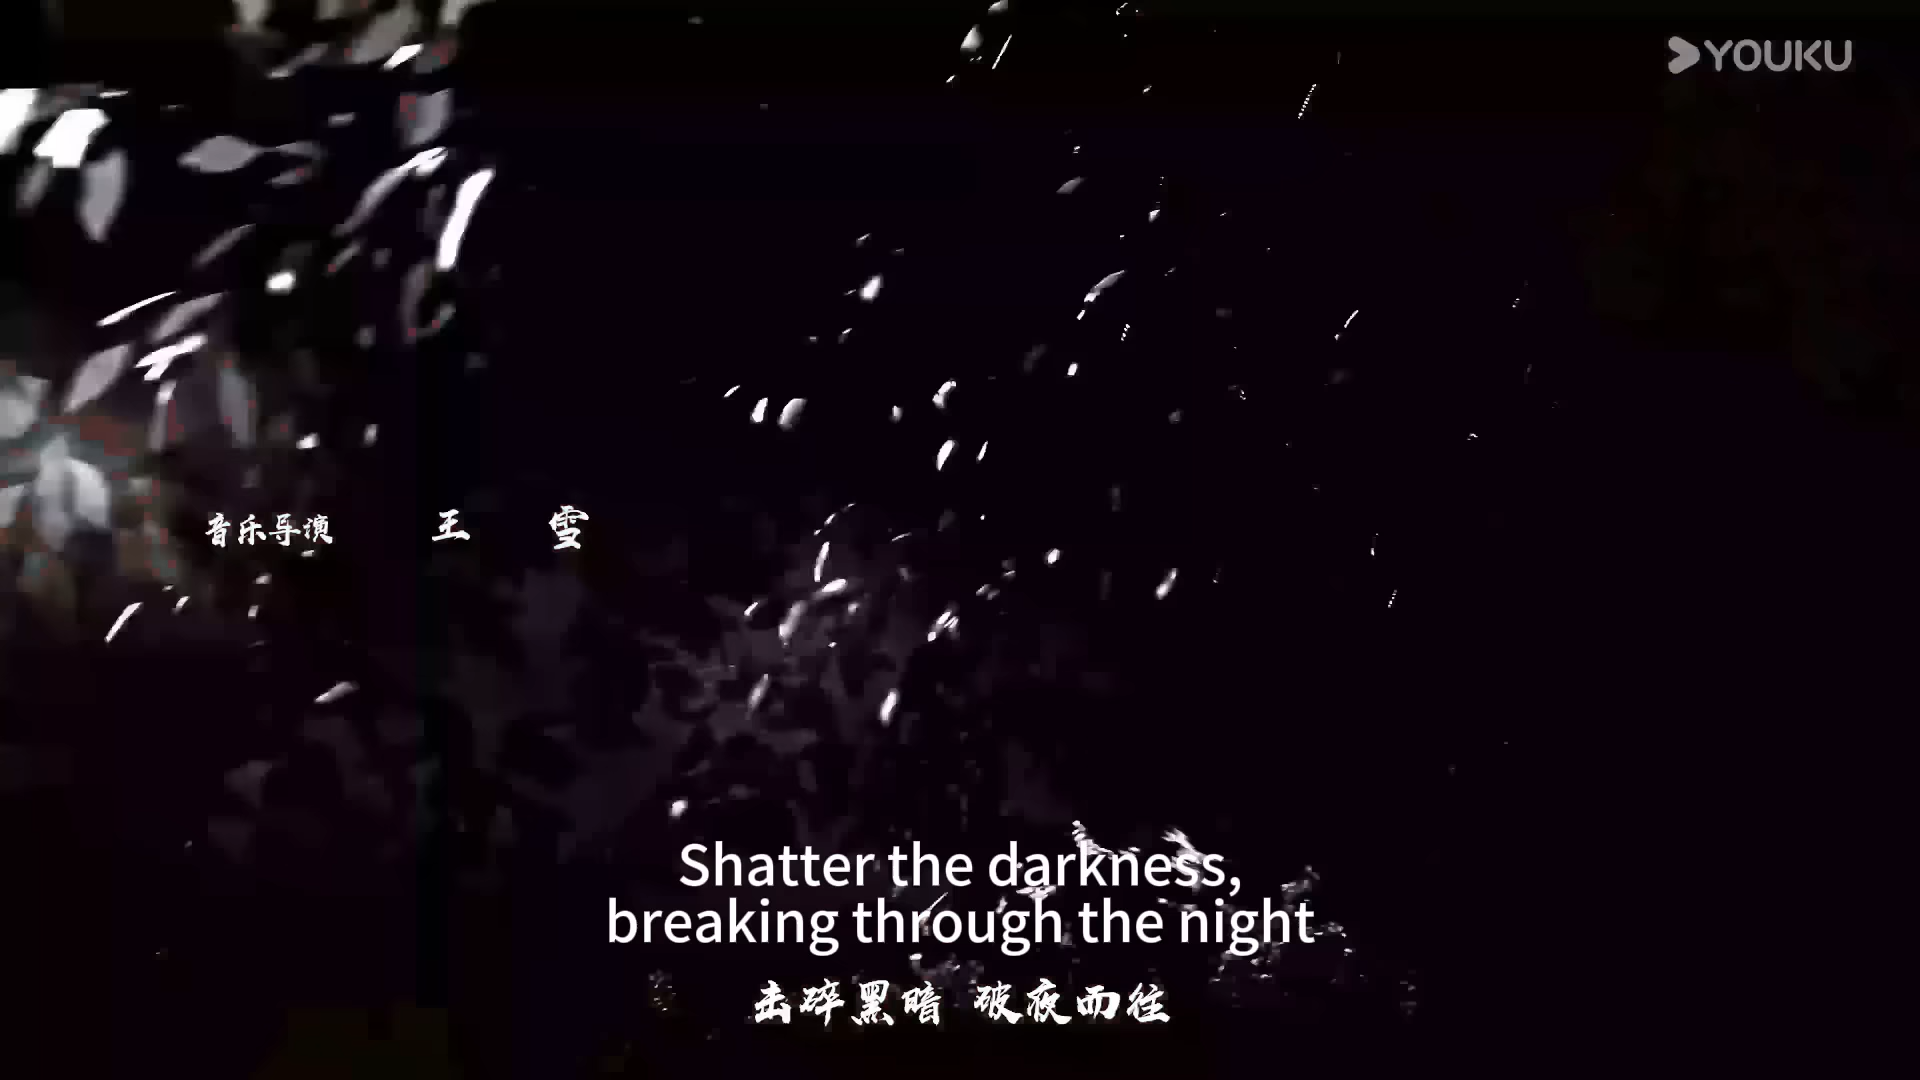 YOUKU
音乐导演 王 雪
Shatter the darkness,
breaking through the night
击碎黑暗 破夜而往